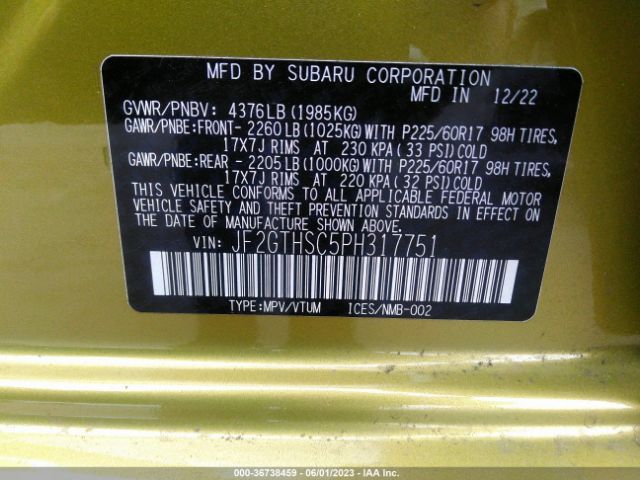 MFD BY SUBARU CORPORATION
MFD IN 12/22
GVWR/PNBV: 4376LB(1985KG)
GAWR/PNBE:FRONT- 2260LB(1025KG)WITH P225/60R17 98H TIRES,
17X7J RIMS AT 230 KPA( 33 PSI)COLD
GAWR/PNBE:REAR - 2205LB(1000KG)WITH P225/60R17 98H TIRES,
17X7J RIMS AT 220 KPA(32 PSI)COLD
THIS VEHICLE CONFORMS TO ALL APPLICABLE FEDERAL MOTOR
VEHICLE SAFETY AND THEFT PREVENTION STANDARDS IN EFFECT
ON THE DATE OF MANUFACTURE SHOWN ABOVE.
VIN: JF2GTHSC5PH317751
TYPE:MPV/VTUM ICES/NMB-002
000-36738459 - 06/01/2023 - IAA Inc.